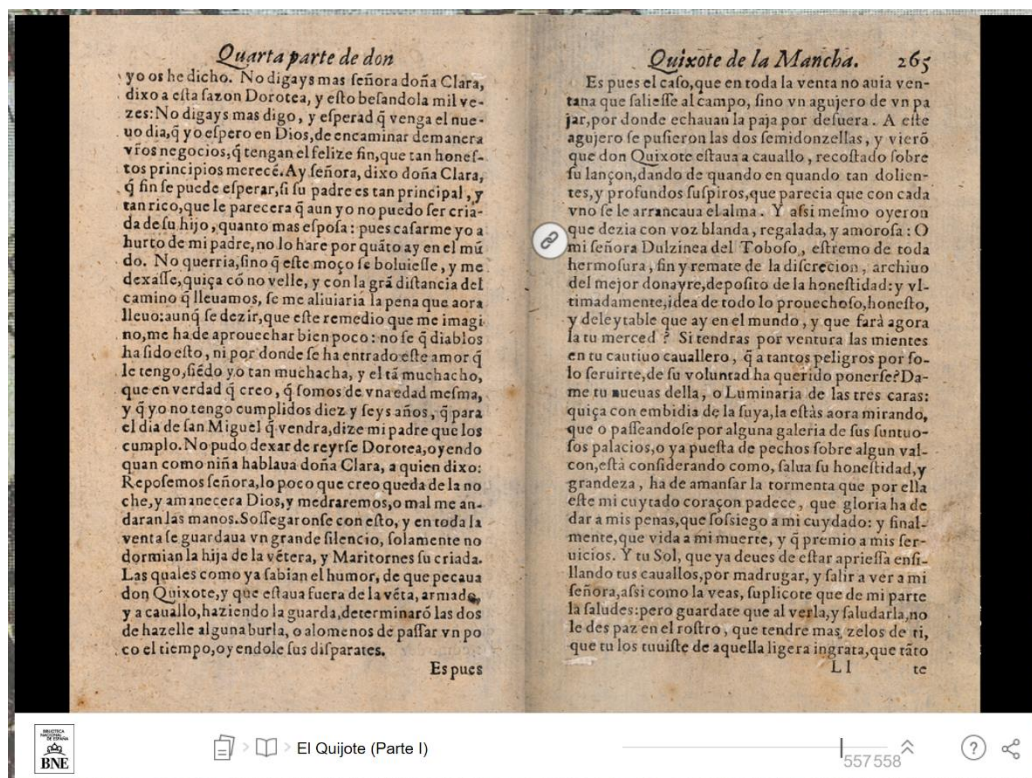 Quarta parte de don
yo os he dicho. No digays mas ſeñora doña Clara,
dixo a eſta ſazon Dorotea, y eſto beſandola mil ve-
zes: No digays mas digo, y eſperad q̃ venga el nue-
uo dia, q̃ yo eſpero en Dios, de encaminar demanera
vr̃os negocios, q̃ tengan el felize fin, que tan honeſ-
tos principios merecẽ. Ay ſeñora, dixo doña Clara,
q̃ fin ſe puede eſperar, ſi ſu padre es tan principal, y
tan rico, que le parecera q̃ aun yo no puedo ſer cria-
da de ſu hijo, quanto mas eſpoſa: pues caſarme yo a
hurto de mi padre, no lo hare por quãto ay en el mũ
do. No querria, ſino q̃ eſte moço ſe boluieſſe, y me
dexaſſe, quiça cõ no velle, y con la grã diſtancia del
camino q̃ lleuamos, ſe me aliuiaria la pena que aora
lleuo: aunq̃ ſe dezir, que eſte remedio que me imagi
no, me ha de aprouechar bien poco: no ſe q̃ diablos
ha ſido eſto, ni por donde ſe ha entrado eſte amor q̃
le tengo, ſiẽdo yo tan muchacha, y el tã muchacho,
que en verdad q̃ creo, q̃ ſomos de vna edad meſma,
y q̃ yo no tengo cumplidos diez y ſeys años, q̃ para
el dia de ſan Miguel q̃ vendra, dize mi padre que los
cumplo. No pudo dexar de reyrſe Dorotea, oyendo
quan como niña hablaua doña Clara, a quien dixo:
Repoſemos ſeñora, lo poco que creo queda de la no
che, y amanecera Dios, y medraremos, o mal me an-
daran las manos. Soſſegaronſe con eſto, y en toda la
venta ſe guardaua vn grande ſilencio, ſolamente no
dormian la hija de la vẽtera, y Maritornes ſu criada.
Las quales como ya ſabian el humor, de que pecaua
don Quixote, y que eſtaua fuera de la vẽta, armado,
y a cauallo, haziendo la guarda, determinarõ las dos
de hazelle alguna burla, o alomenos de paſſar vn po
co el tiempo, oyendole ſus diſparates.
Es pues
Quixote de la Mancha. 265
Es pues el caſo, que en toda la venta no auia ven-
tana que ſalieſſe al campo, ſino vn agujero de vn pa
jar, por donde echauan la paja por defuera. A eſte
agujero ſe puſieron las dos ſemidonzellas, y vierõ
que don Quixote eſtaua a cauallo, recoſtado ſobre
ſu lançon, dando de quando en quando tan dolien-
tes, y profundos ſuſpiros, que parecia que con cada
vno ſe le arrancaua el alma. Y aſsi meſmo oyeron
que dezia con voz blanda, regalada, y amoroſa: O
mi ſeñora Dulzinea del Toboſo, eſtremo de toda
hermoſura, fin y remate de la diſcrecion, archiuo
del mejor donayre, depoſito de la honeſtidad: y vl-
timadamente, idea de todo lo prouechoſo, honeſto,
y deleytable que ay en el mundo, y que farà agora
la tu merced? Si tendras por ventura las mientes
en tu cautiuo cauallero, q̃ a tantos peligros por ſo-
lo ſeruirte, de ſu voluntad ha querido ponerſe? Da-
me tu nueuas della, o Luminaria de las tres caras:
quiça con embidia de la ſuya, la eſtàs aora mirando,
que o paſſeandoſe por alguna galeria de ſus ſuntuo-
ſos palacios, o ya pueſta de pechos ſobre algun val-
con, eſtà conſiderando como, ſalua ſu honeſtidad, y
grandeza, ha de amanſar la tormenta que por ella
eſte mi cuytado coraçon padece, que gloria ha de
dar a mis penas, que ſoſsiego a mi cuydado: y final-
mente, que vida a mi muerte, y q̃ premio a mis ſer-
uicios. Y tu Sol, que ya deues de eſtar aprieſſa enſi-
llando tus cauallos, por madrugar, y ſalir a ver a mi
ſeñora, aſsi como la veas, ſuplicote que de mi parte
la ſaludes: pero guardate que al verla, y ſaludarla, no
le des paz en el roſtro, que tendre mas zelos de ti,
que tu los tuuiſte de aquella ligera ingrata, que tãto
Ll te
BIBLIOTECA NACIONAL DE ESPAÑA
BNE
El Quijote (Parte I)
557 558
?